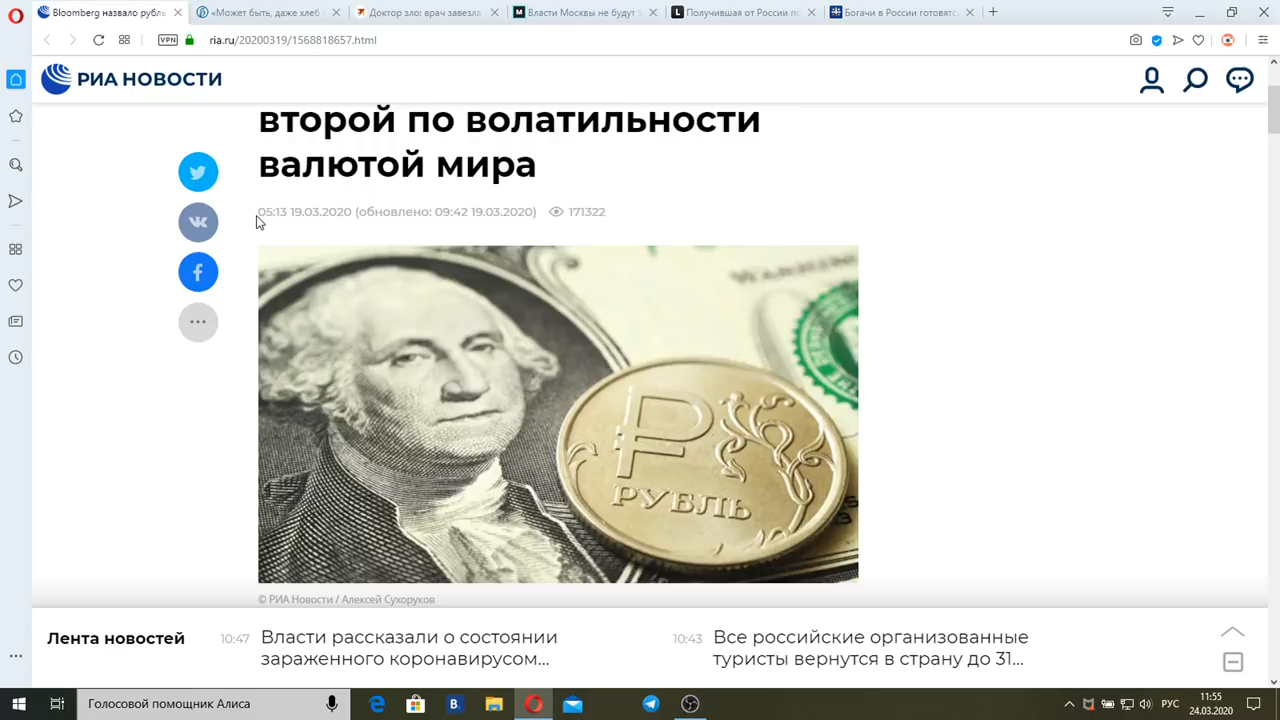 Bloomberg назвало рубль
«Может быть, даже хлеб
Доктор зло: врач завезла
Власти Москвы не будут з
Получившая от России по
Богачи в России готовятс
VPN
ria.ru/20200319/1568818657.html
РИА НОВОСТИ
второй по волатильности
валютой мира
05:13 19.03.2020 (обновлено: 09:42 19.03.2020)
171322
РУБЛЬ
© РИА Новости / Алексей Сухоруков
Лента новостей
10:47
Власти рассказали о состоянии
зараженного коронавирусом...
10:43
Все российские организованные
туристы вернутся в страну до 31...
Голосовой помощник Алиса
РУС
11:55
24.03.2020